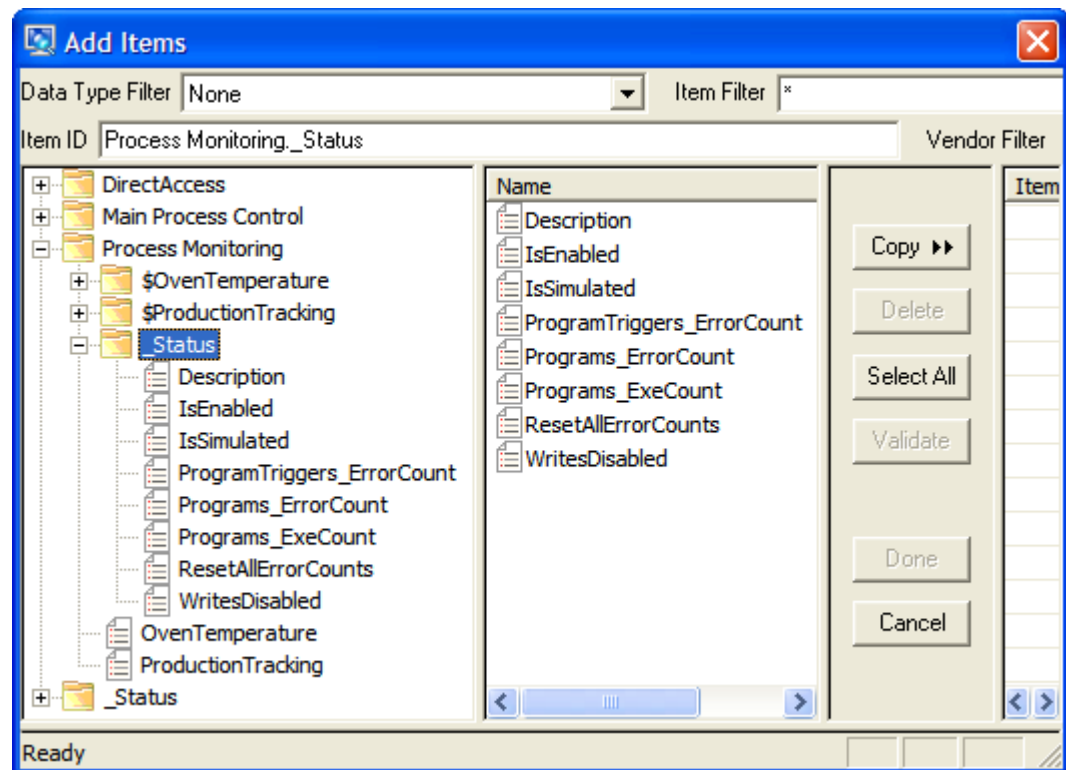 Add Items
Data Type Filter None Item Filter *
Item ID Process Monitoring._Status Vendor Filter
DirectAccess
Main Process Control
Process Monitoring
$OvenTemperature
$ProductionTracking
_Status
Description
IsEnabled
IsSimulated
ProgramTriggers_ErrorCount
Programs_ErrorCount
Programs_ExeCount
ResetAllErrorCounts
WritesDisabled
OvenTemperature
ProductionTracking
_Status
Name
Description
IsEnabled
IsSimulated
ProgramTriggers_ErrorCount
Programs_ErrorCount
Programs_ExeCount
ResetAllErrorCounts
WritesDisabled
Copy
Delete
Select All
Validate
Done
Cancel
Item
Ready